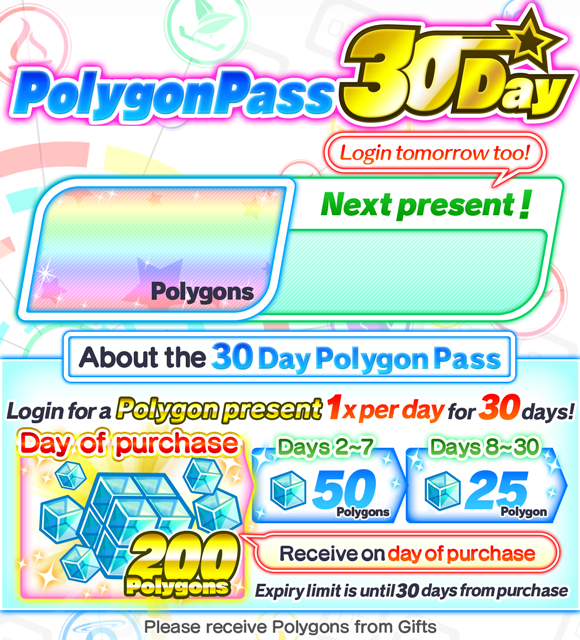 PolygonPass 30Day
Login tomorrow too!
Next present!
Polygons
About the 30 Day Polygon Pass
Login for a Polygon present 1x per day for 30 days!
Day of purchase
Days 2~7
Days 8~30
50
Polygons
25
Polygon
200
Polygons
Receive on day of purchase
Expiry limit is until 30 days from purchase
Please receive Polygons from Gifts